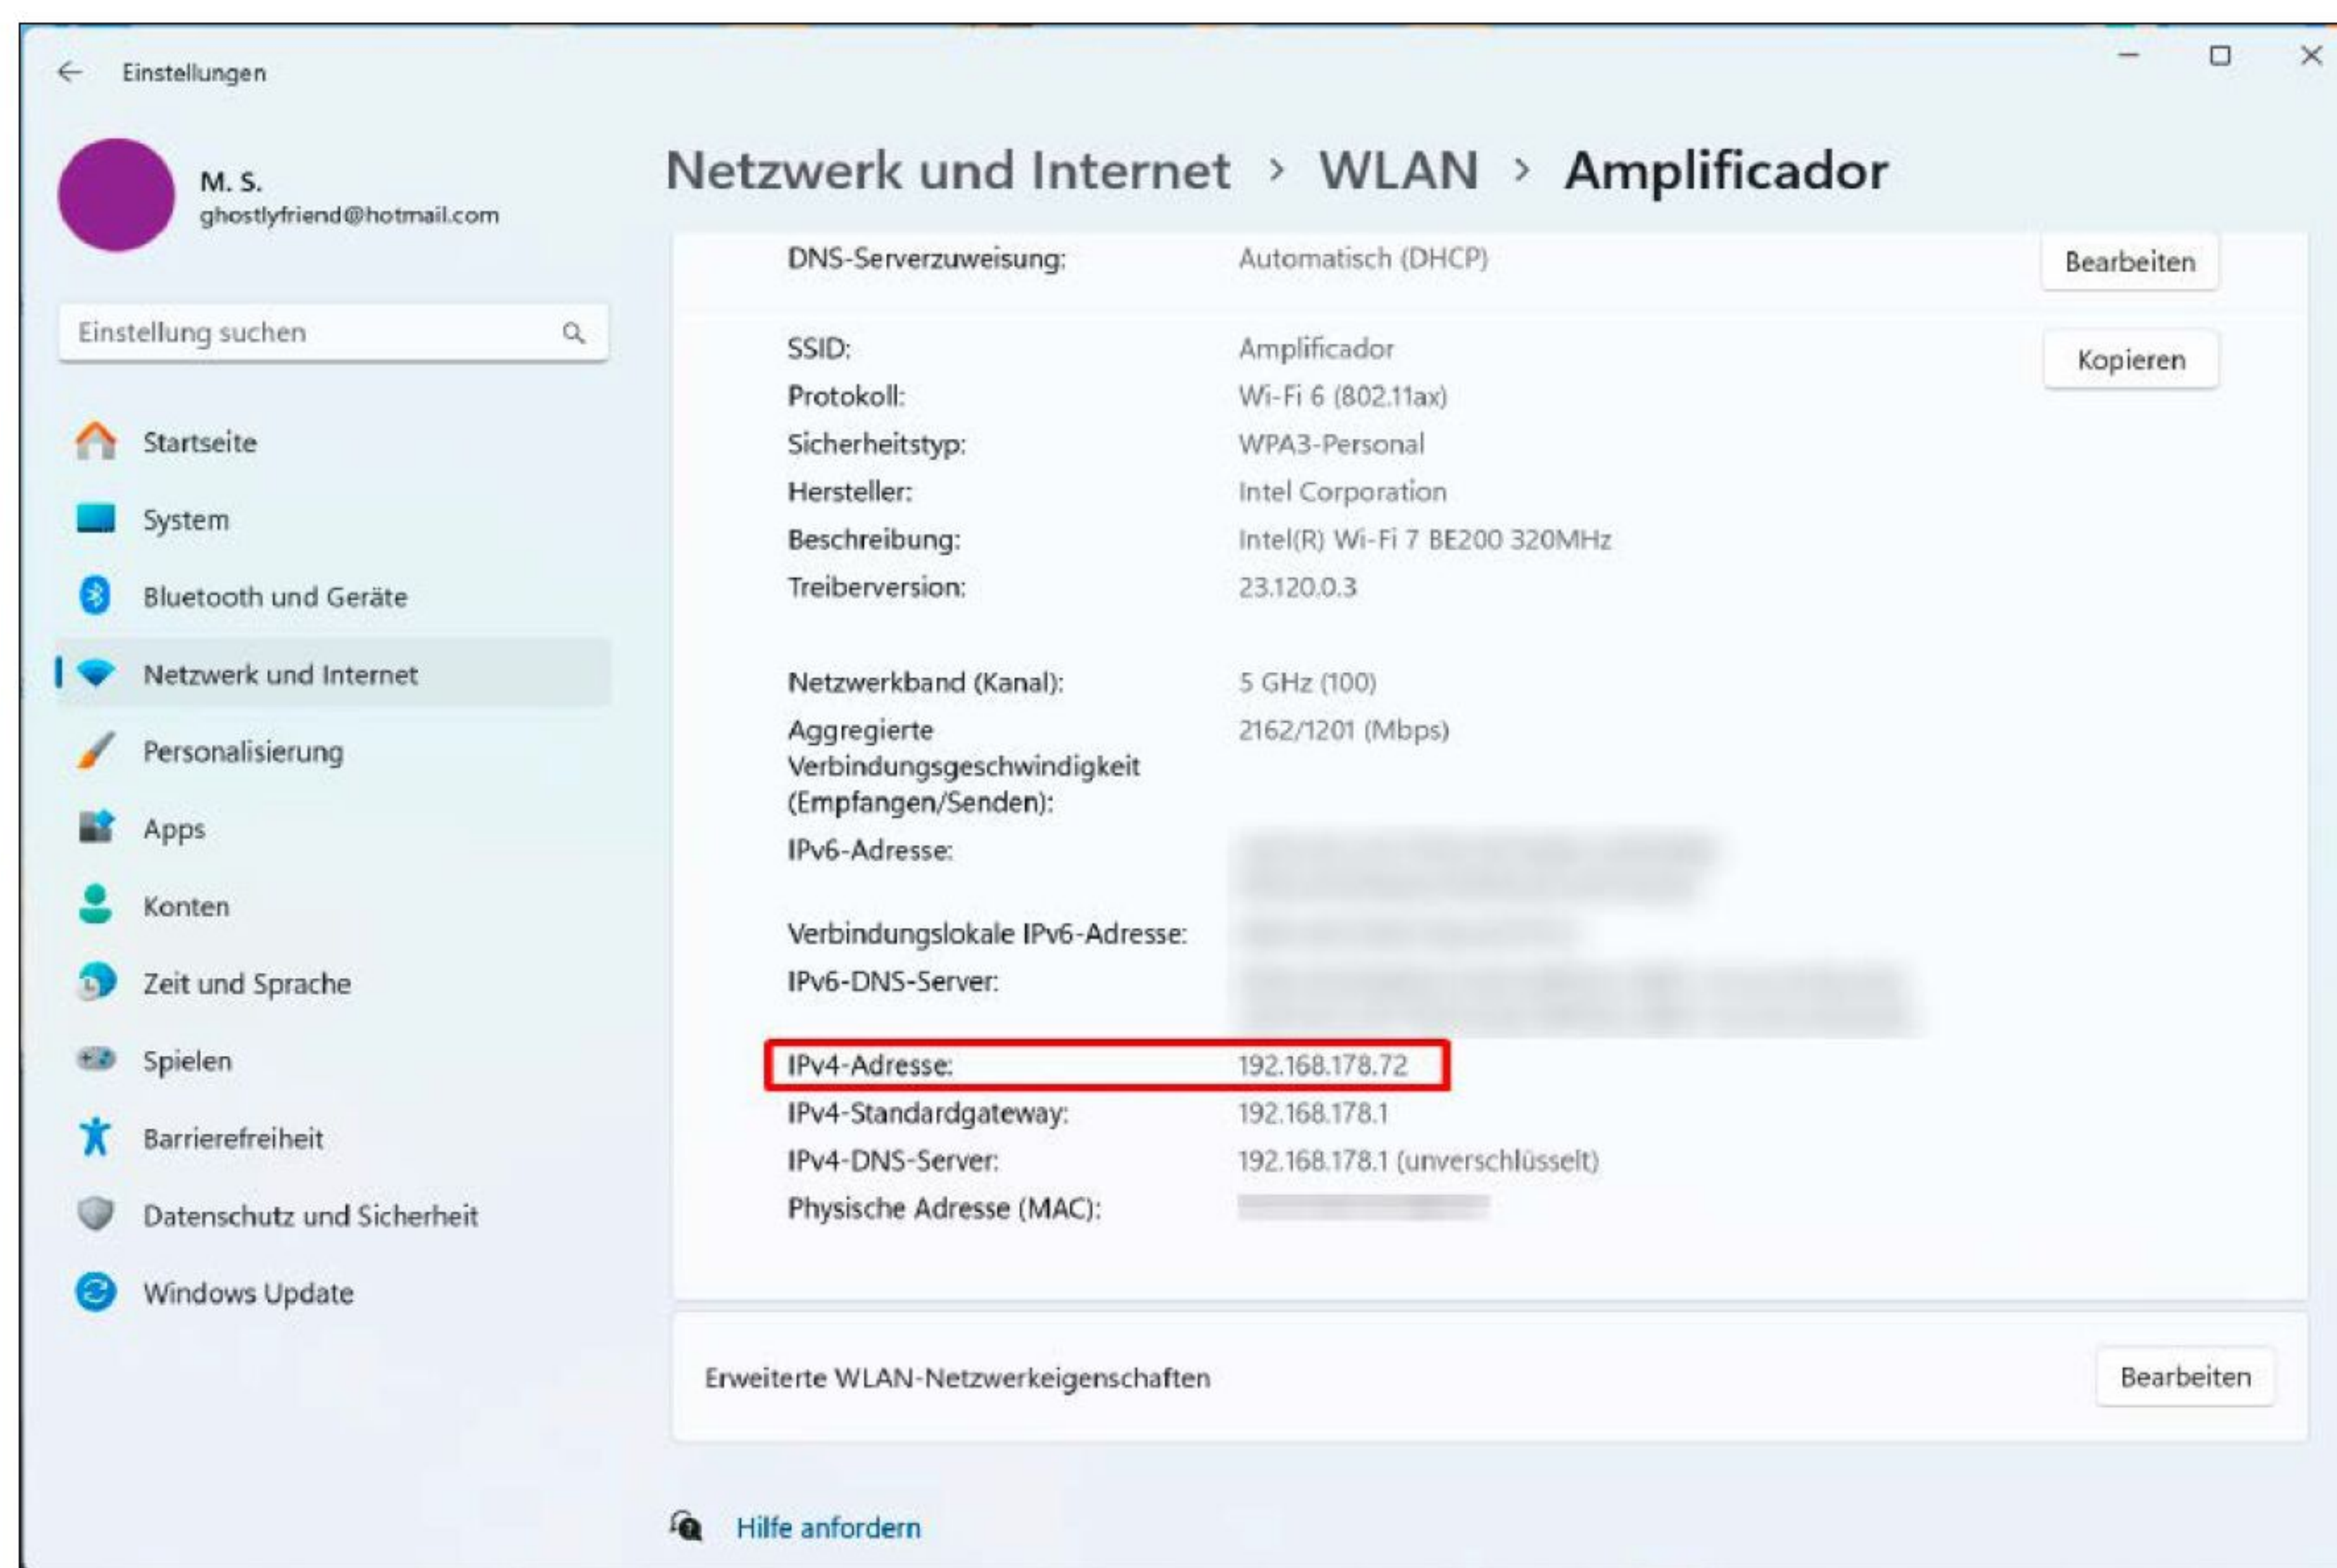 Einstellungen
M. S.
ghostlyfriend@hotmail.com
Einstellung suchen
Startseite
System
Bluetooth und Geräte
Netzwerk und Internet
Personalisierung
Apps
Konten
Zeit und Sprache
Spielen
Barrierefreiheit
Datenschutz und Sicherheit
Windows Update
Netzwerk und Internet > WLAN > Amplificador
DNS-Serverzuweisung: Automatisch (DHCP) Bearbeiten
SSID: Amplificador Kopieren
Protokoll: Wi-Fi 6 (802.11ax)
Sicherheitstyp: WPA3-Personal
Hersteller: Intel Corporation
Beschreibung: Intel(R) Wi-Fi 7 BE200 320MHz
Treiberversion: 23.120.0.3
Netzwerkband (Kanal): 5 GHz (100)
Aggregierte 2162/1201 (Mbps)
Verbindungsgeschwindigkeit
(Empfangen/Senden):
IPv6-Adresse:
Verbindungslokale IPv6-Adresse:
IPv6-DNS-Server:
IPv4-Adresse: 192.168.178.72
IPv4-Standardgateway: 192.168.178.1
IPv4-DNS-Server: 192.168.178.1 (unverschlüsselt)
Physische Adresse (MAC):
Erweiterte WLAN-Netzwerkeigenschaften Bearbeiten
Hilfe anfordern